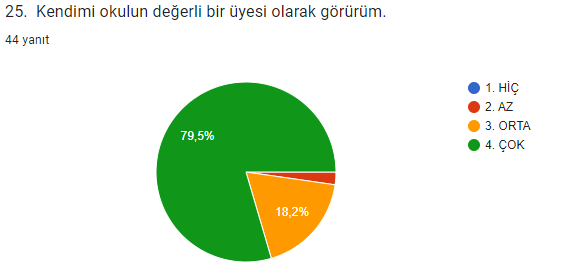 25. Kendimi okulun değerli bir üyesi olarak görürüm.
44 yanıt
1. HİÇ
2. AZ
3. ORTA
4. ÇOK
79,5%
18,2%